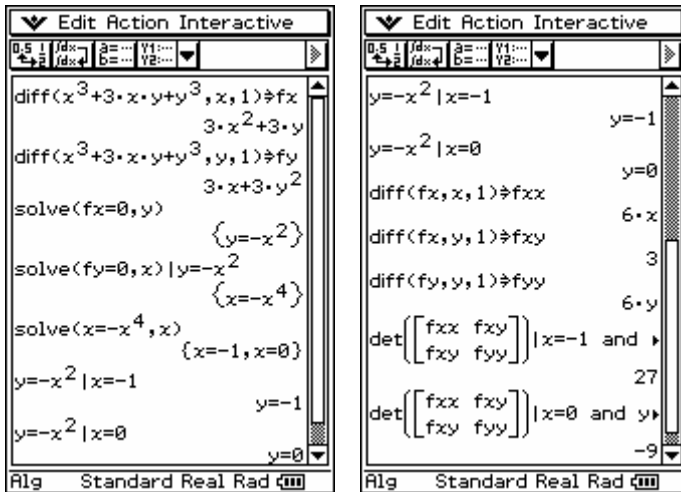 Edit Action Interactive
diff(x^3+3·x·y+y^3,x,1)⇒fx
3·x^2+3·y
diff(x^3+3·x·y+y^3,y,1)⇒fy
3·x+3·y^2
solve(fx=0,y)
{y=-x^2}
solve(fy=0,x)|y=-x^2
{x=-x^4}
solve(x=-x^4,x)
{x=-1,x=0}
y=-x^2|x=-1
y=-1
y=-x^2|x=0
y=0
Alg Standard Real Rad
Edit Action Interactive
y=-x^2|x=-1
y=-1
y=-x^2|x=0
y=0
diff(fx,x,1)⇒fxx
6·x
diff(fx,y,1)⇒fxy
3
diff(fy,y,1)⇒fyy
6·y
det([fxx fxy
fxy fyy])|x=-1 and
27
det([fxx fxy
fxy fyy])|x=0 and y
-9
Alg Standard Real Rad